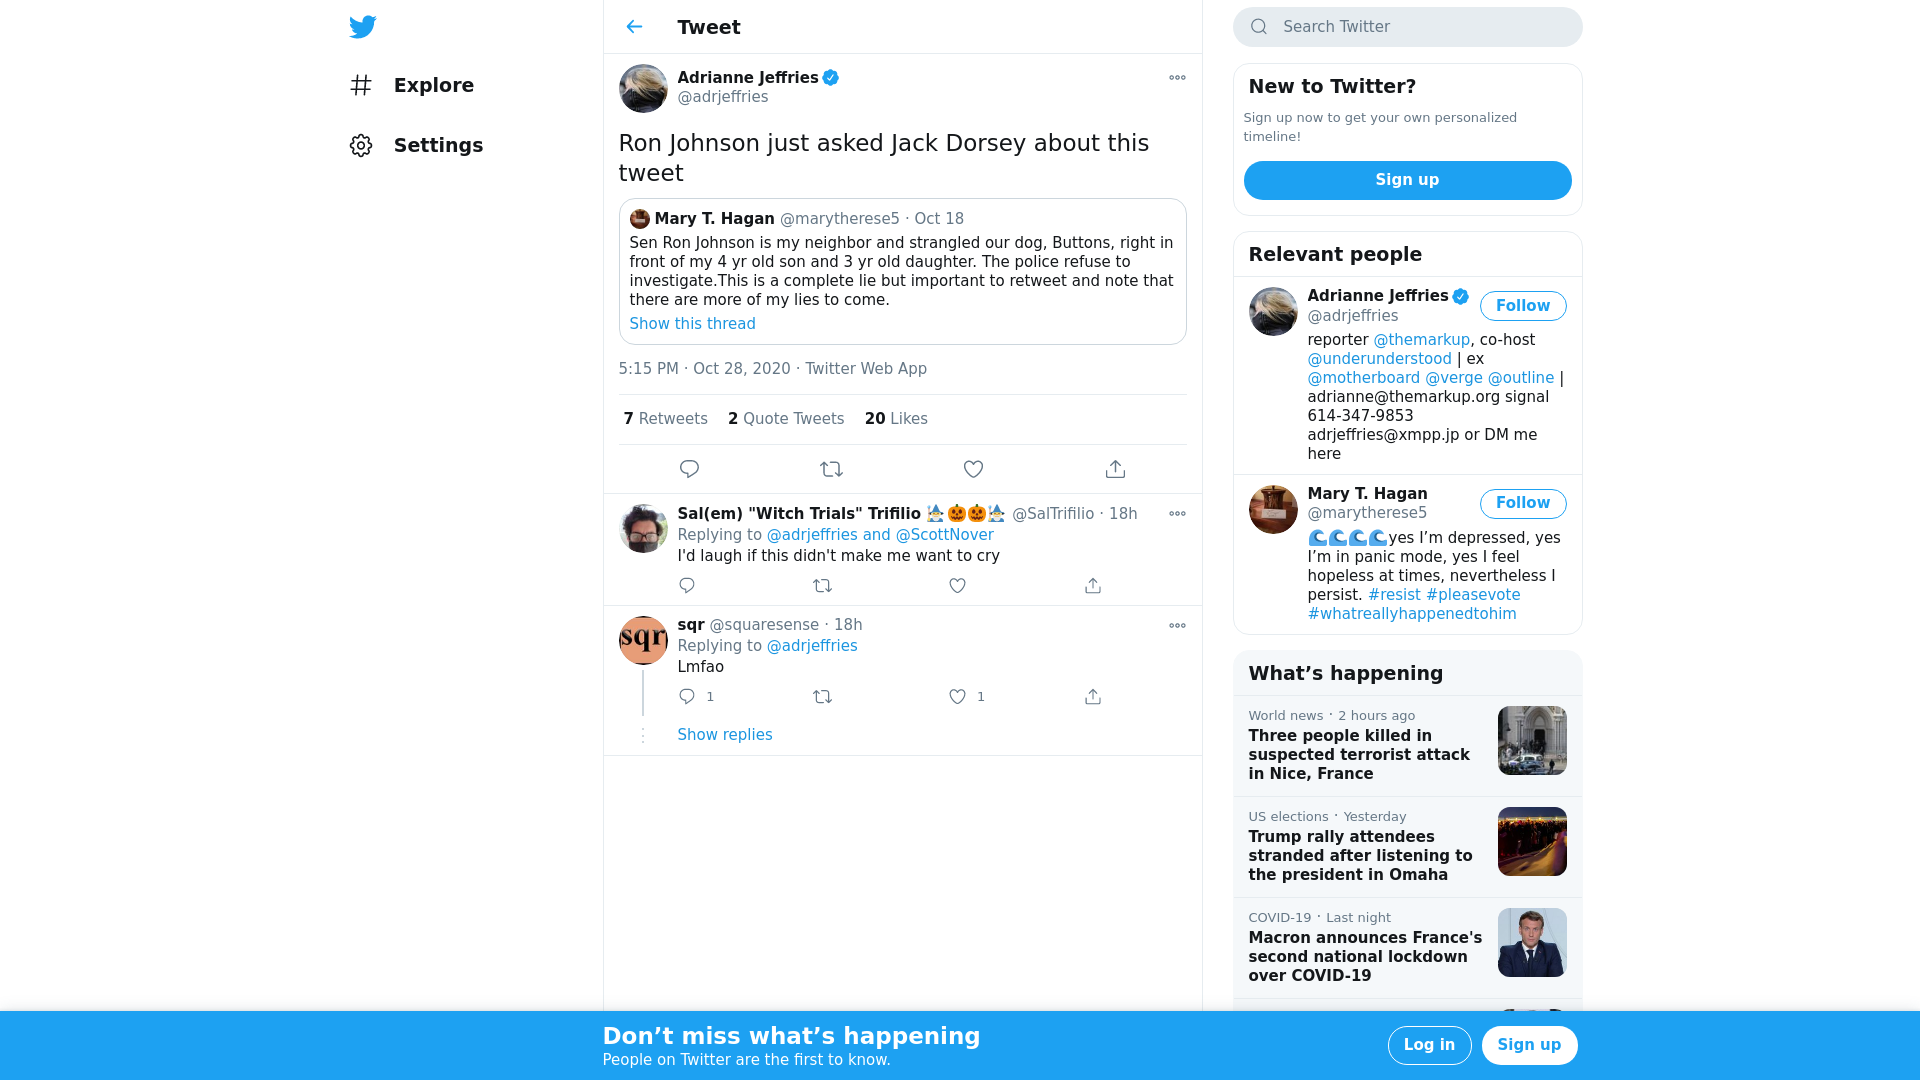 Explore
Settings
Tweet
Adrianne Jeffries
@adrjeffries
Ron Johnson just asked Jack Dorsey about this
tweet
Mary T. Hagan @marytherese5 · Oct 18
Sen Ron Johnson is my neighbor and strangled our dog, Buttons, right in
front of my 4 yr old son and 3 yr old daughter. The police refuse to
investigate.This is a complete lie but important to retweet and note that
there are more of my lies to come.
Show this thread
5:15 PM · Oct 28, 2020 · Twitter Web App
7 Retweets 2 Quote Tweets 20 Likes
Sal(em) "Witch Trials" Trifilio 🧙‍♂️🎃🎃🧙‍♂️ @SalTrifilio · 18h
Replying to @adrjeffries and @ScottNover
I'd laugh if this didn't make me want to cry
sqr
sqr @squaresense · 18h
Replying to @adrjeffries
Lmfao
1 1
Show replies
Search Twitter
New to Twitter?
Sign up now to get your own personalized
timeline!
Sign up
Relevant people
Adrianne Jeffries
@adrjeffries
Follow
reporter @themarkup, co-host
@underunderstood | ex
@motherboard @verge @outline |
adrianne@themarkup.org signal
614-347-9853
adrjeffries@xmpp.jp or DM me
here
Mary T. Hagan
@marytherese5
Follow
🌊🌊🌊🌊yes I’m depressed, yes
I’m in panic mode, yes I feel
hopeless at times, nevertheless I
persist. #resist #pleasevote
#whatreallyhappenedtohim
What’s happening
World news · 2 hours ago
Three people killed in
suspected terrorist attack
in Nice, France
US elections · Yesterday
Trump rally attendees
stranded after listening to
the president in Omaha
COVID-19 · Last night
Macron announces France's
second national lockdown
over COVID-19
Don’t miss what’s happening
People on Twitter are the first to know.
Log in
Sign up